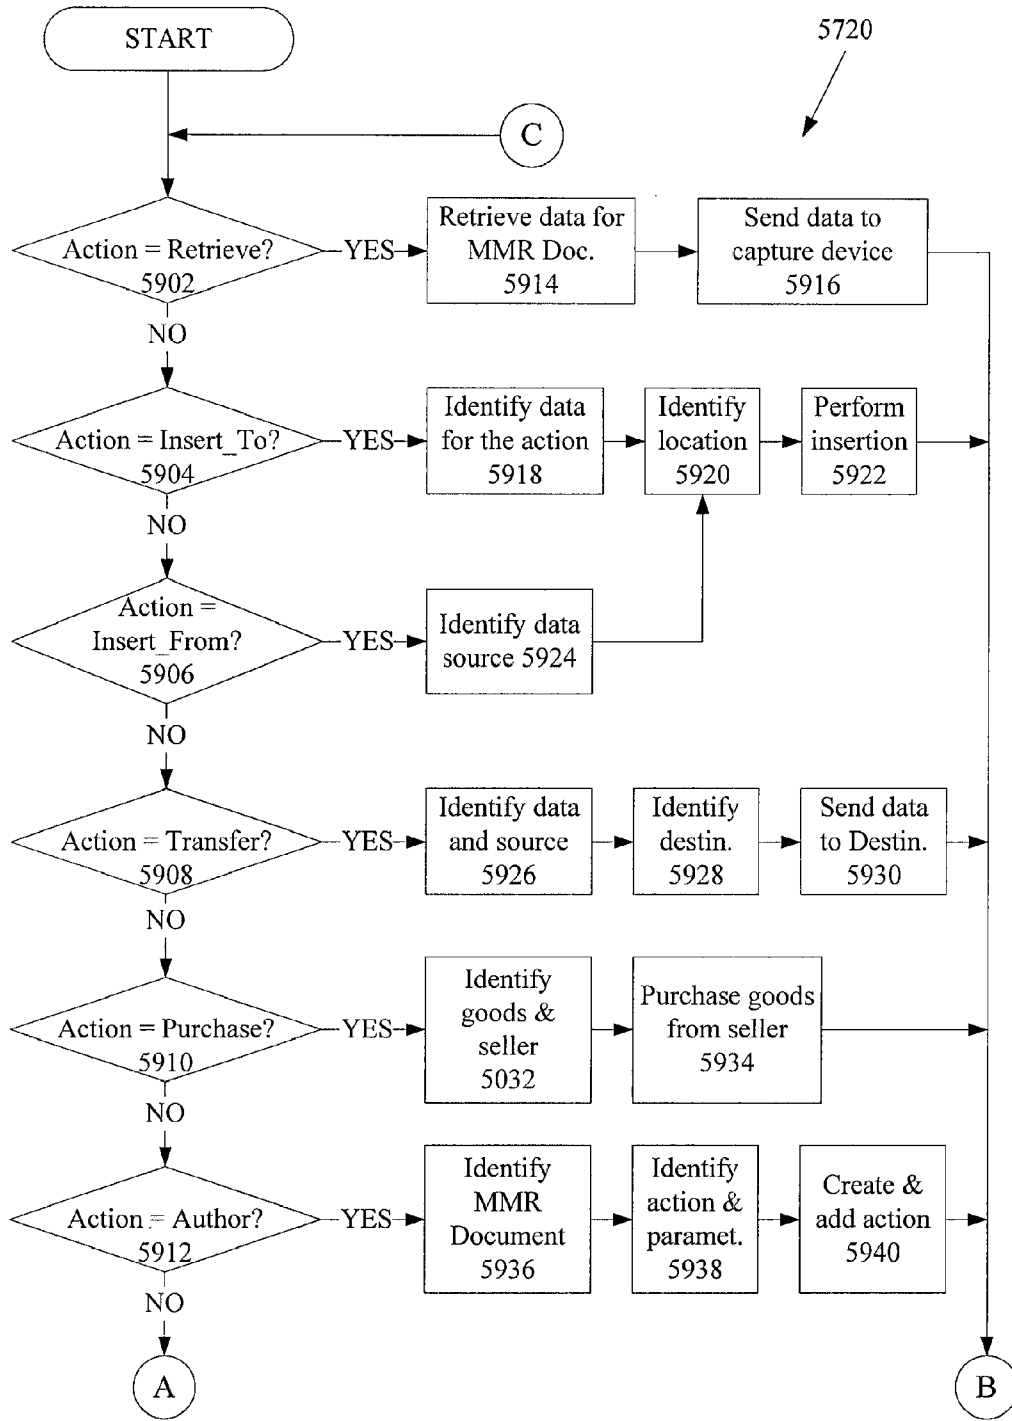 START
5720
C
Action = Retrieve?
5902
YES
Retrieve data for
MMR Doc.
5914
Send data to
capture device
5916
NO
Action = Insert_To?
5904
YES
Identify data
for the action
5918
Identify
location
5920
Perform
insertion
5922
NO
Action =
Insert_From?
5906
YES
Identify data
source 5924
NO
Action = Transfer?
5908
YES
Identify data
and source
5926
Identify
destin.
5928
Send data
to Destin.
5930
NO
Action = Purchase?
5910
YES
Identify
goods &
seller
5032
Purchase goods
from seller
5934
NO
Action = Author?
5912
YES
Identify
MMR
Document
5936
Identify
action &
paramet.
5938
Create &
add action
5940
NO
A
B